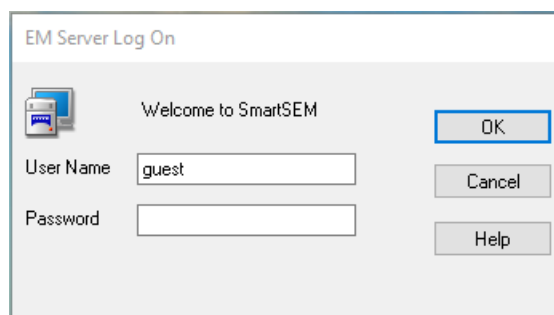 EM Server Log On
Welcome to SmartSEM
OK
User Name guest
Cancel
Password
Help